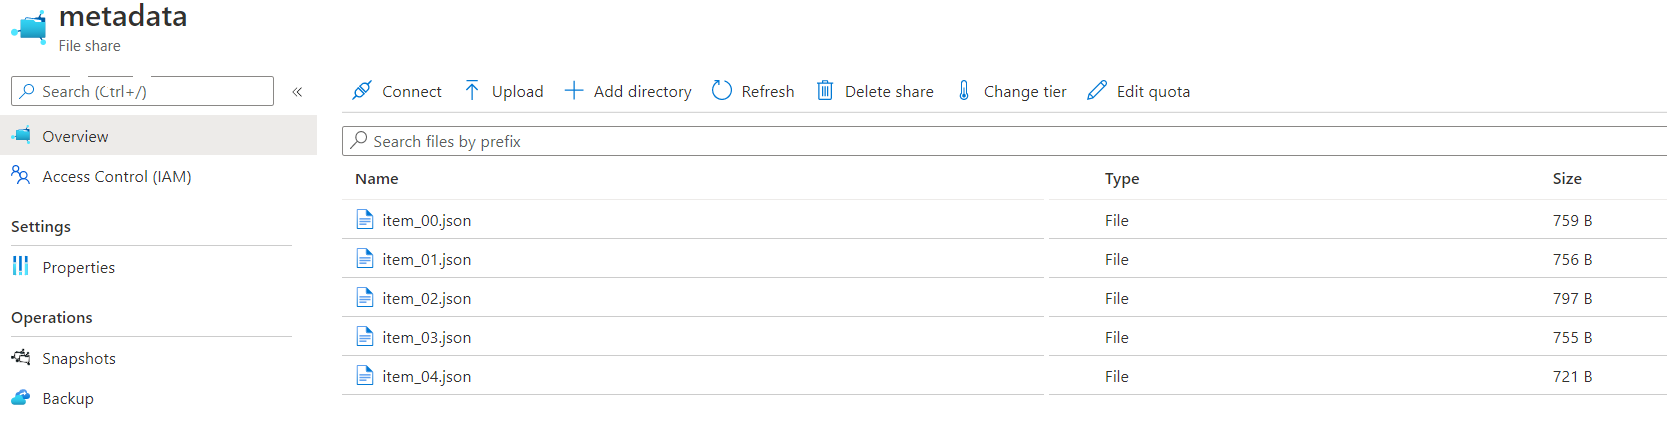 metadata
File share
Search (Ctrl+/)
«
Overview
Access Control (IAM)
Settings
Properties
Operations
Snapshots
Backup
Connect Upload Add directory Refresh Delete share Change tier Edit quota
Search files by prefix
Name Type Size
item_00.json File 759 B
item_01.json File 756 B
item_02.json File 797 B
item_03.json File 755 B
item_04.json File 721 B